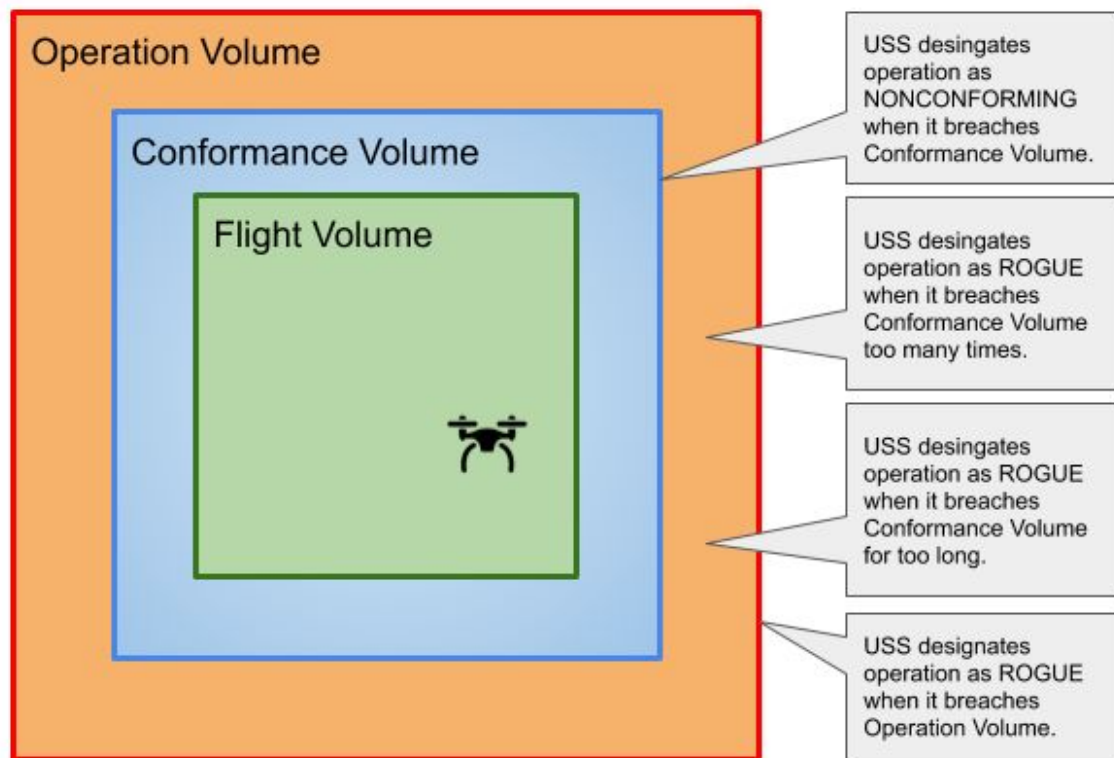 Operation Volume
Conformance Volume
Flight Volume
USS desingates
operation as
NONCONFORMING
when it breaches
Conformance Volume.
USS desingates
operation as ROGUE
when it breaches
Conformance Volume
too many times.
USS desingates
operation as ROGUE
when it breaches
Conformance Volume
for too long.
USS designates
operation as ROGUE
when it breaches
Operation Volume.